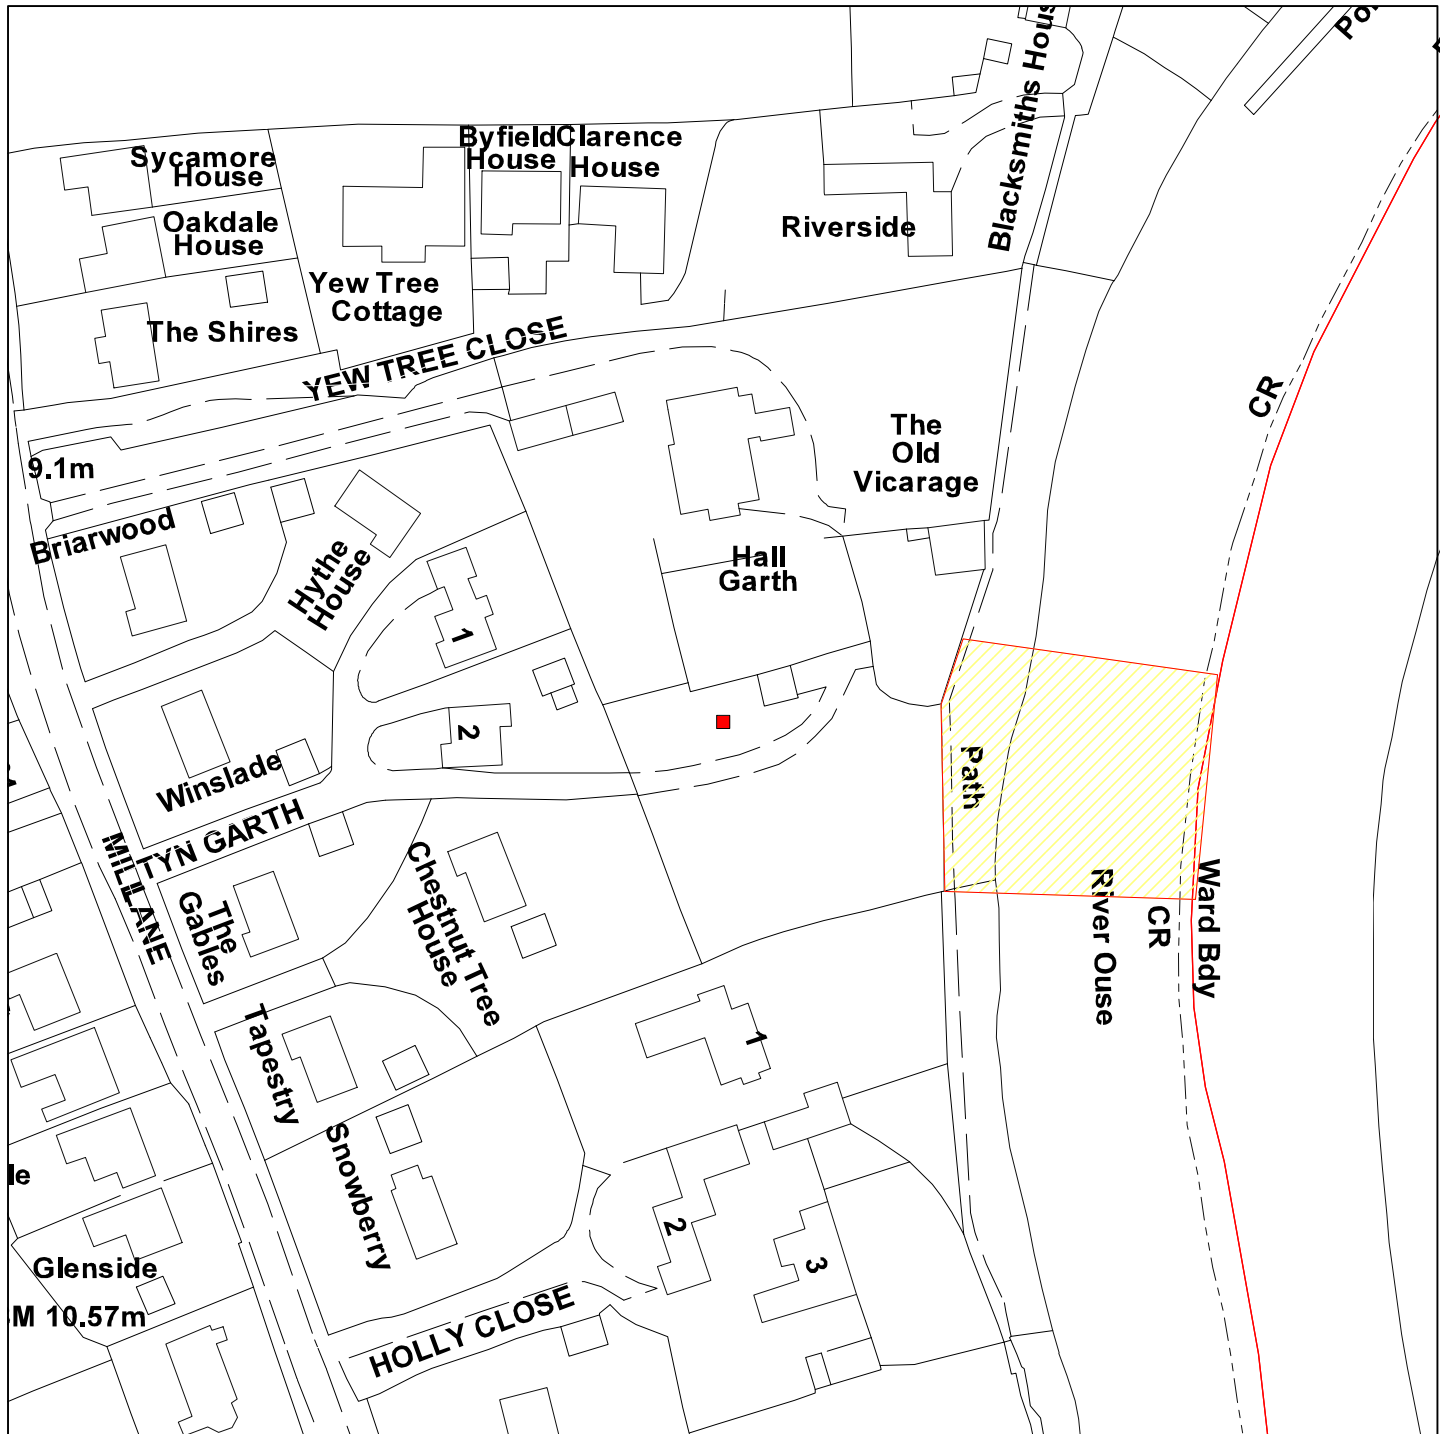 Blacksmiths Hous
Sycamore
House
Byfield
House
Clarence
House
Oakdale
House
Riverside
Yew Tree
Cottage
The Shires
YEW TREE CLOSE
CR
The
Old
Vicarage
9.1m
Briarwood
Hythe
House
Hall
Garth
1
2
Path
Winslade
TYN GARTH
MILL LANE
The
Gables
Chestnut Tree
House
River Ouse
CR
Ward Bdy
Tapestry
1
Snowberry
2
3
Glenside
M 10.57m
HOLLY CLOSE